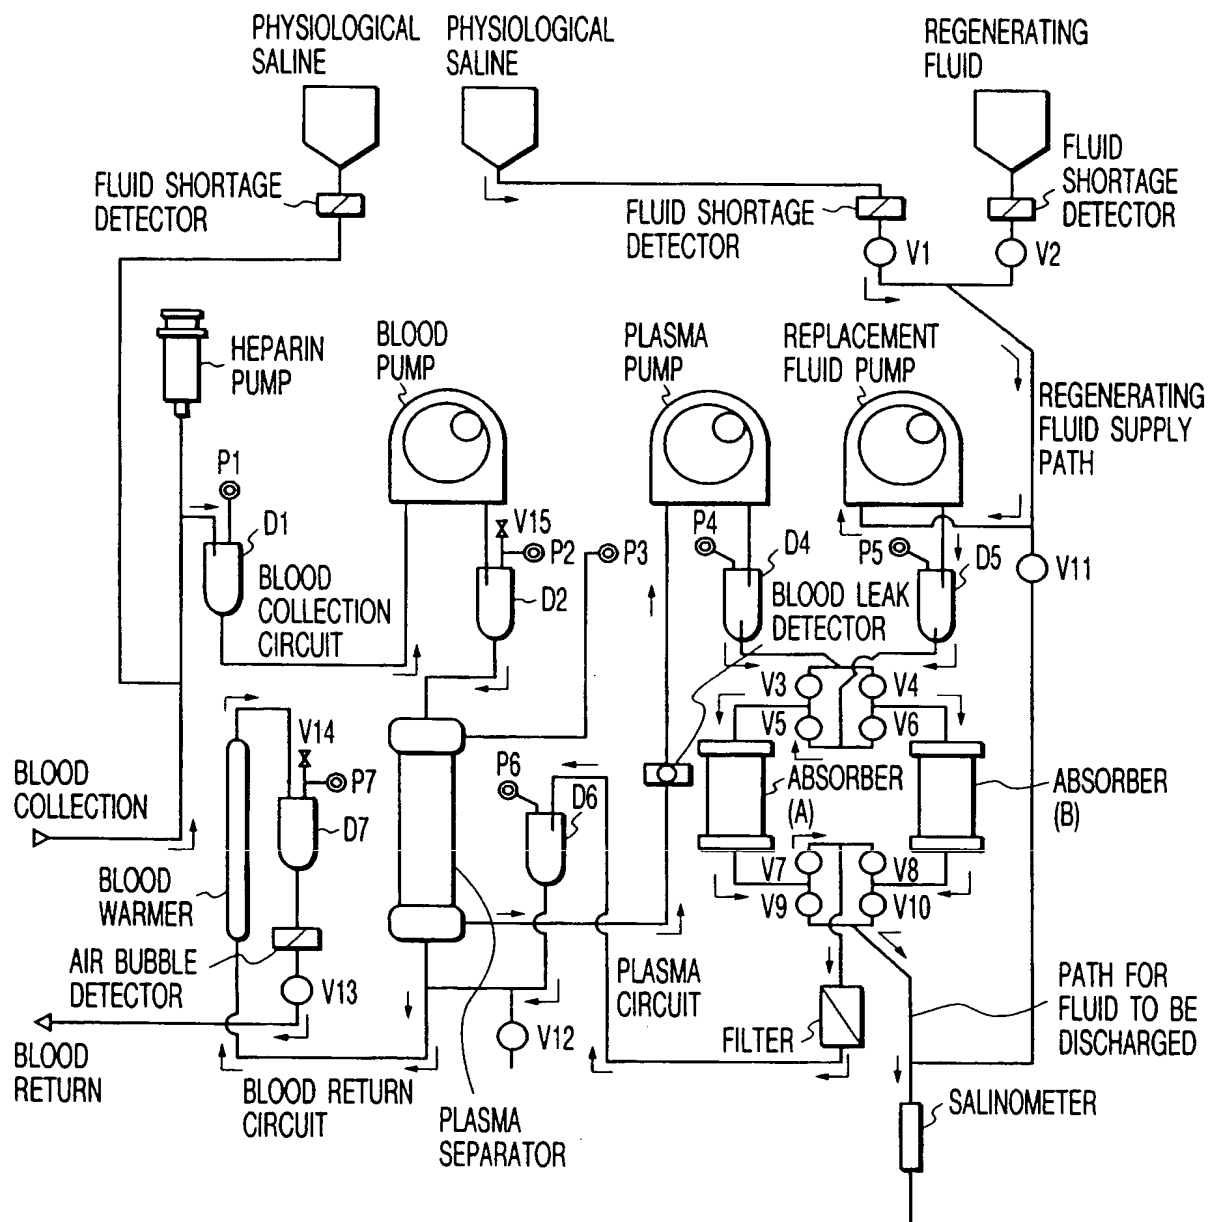 PHYSIOLOGICAL
SALINE
PHYSIOLOGICAL
SALINE
REGENERATING
FLUID
FLUID SHORTAGE
DETECTOR
FLUID SHORTAGE
DETECTOR
FLUID
SHORTAGE
DETECTOR
V1
V2
HEPARIN
PUMP
BLOOD
PUMP
PLASMA
PUMP
REPLACEMENT
FLUID PUMP
REGENERATING
FLUID SUPPLY
PATH
P1
D1
BLOOD
COLLECTION
CIRCUIT
V15
P2
D2
P3
P4
D4
P5
D5
V11
BLOOD LEAK
DETECTOR
V3
V4
V5
V6
V14
P7
D7
P6
D6
ABSORBER
(A)
ABSORBER
(B)
BLOOD
COLLECTION
BLOOD
WARMER
AIR BUBBLE
DETECTOR
V13
V7
V8
V9
V10
PLASMA
CIRCUIT
V12
FILTER
PATH FOR
FLUID TO BE
DISCHARGED
BLOOD
RETURN
BLOOD RETURN
CIRCUIT
PLASMA
SEPARATOR
SALINOMETER